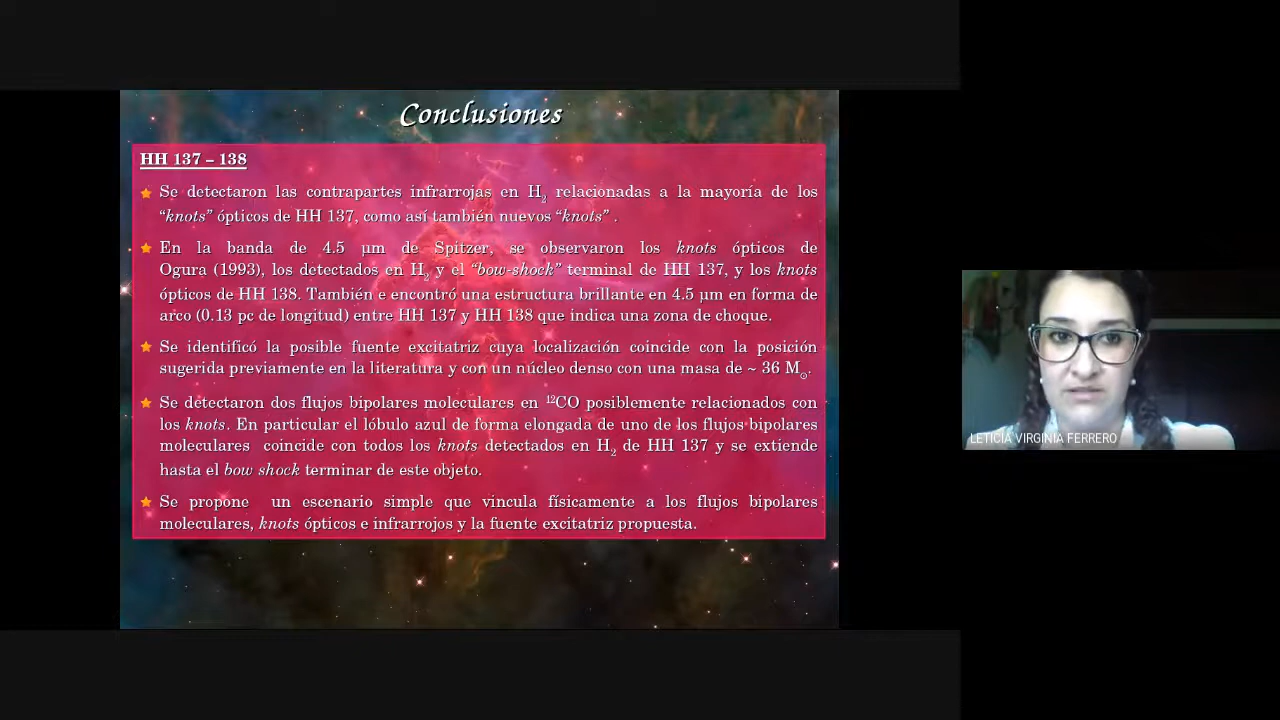 Conclusiones
HH 137 – 138
Se detectaron las contrapartes infrarrojas en H₂ relacionadas a la mayoría de los
“knots” ópticos de HH 137, como así también nuevos “knots” .
En la banda de 4.5 μm de Spitzer, se observaron los knots ópticos de
Ogura (1993), los detectados en H₂ y el “bow-shock” terminal de HH 137, y los knots
ópticos de HH 138. También e encontró una estructura brillante en 4.5 μm en forma de
arco (0.13 pc de longitud) entre HH 137 y HH 138 que indica una zona de choque.
Se identificó la posible fuente excitatriz cuya localización coincide con la posición
sugerida previamente en la literatura y con un núcleo denso con una masa de ~ 36 M☉.
Se detectaron dos flujos bipolares moleculares en ¹²CO posiblemente relacionados con
los knots. En particular el lóbulo azul de forma elongada de uno de los flujos bipolares
moleculares coincide con todos los knots detectados en H₂ de HH 137 y se extiende
hasta el bow shock terminar de este objeto.
Se propone un escenario simple que vincula físicamente a los flujos bipolares
moleculares, knots ópticos e infrarrojos y la fuente excitatriz propuesta.
LETICIA VIRGINIA FERRERO